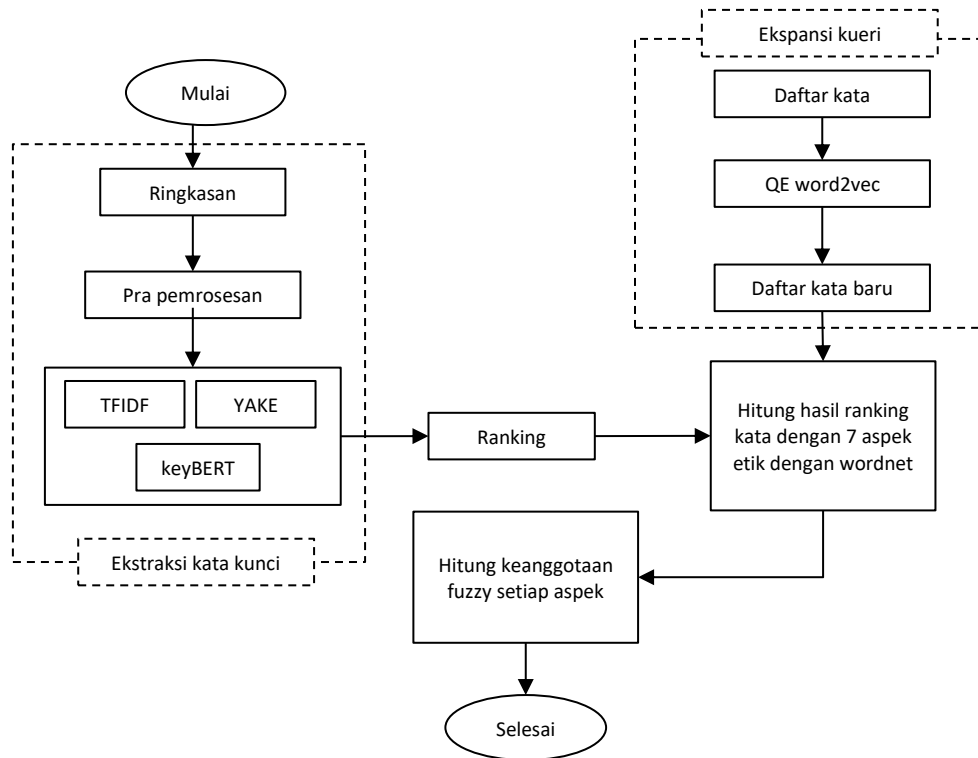 Ekspansi kueri
Mulai
Daftar kata
Ringkasan
QE word2vec
Pra pemrosesan
Daftar kata baru
TFIDF
YAKE
keyBERT
Ranking
Hitung hasil ranking
kata dengan 7 aspek
etik dengan wordnet
Ekstraksi kata kunci
Hitung keanggotaan
fuzzy setiap aspek
Selesai